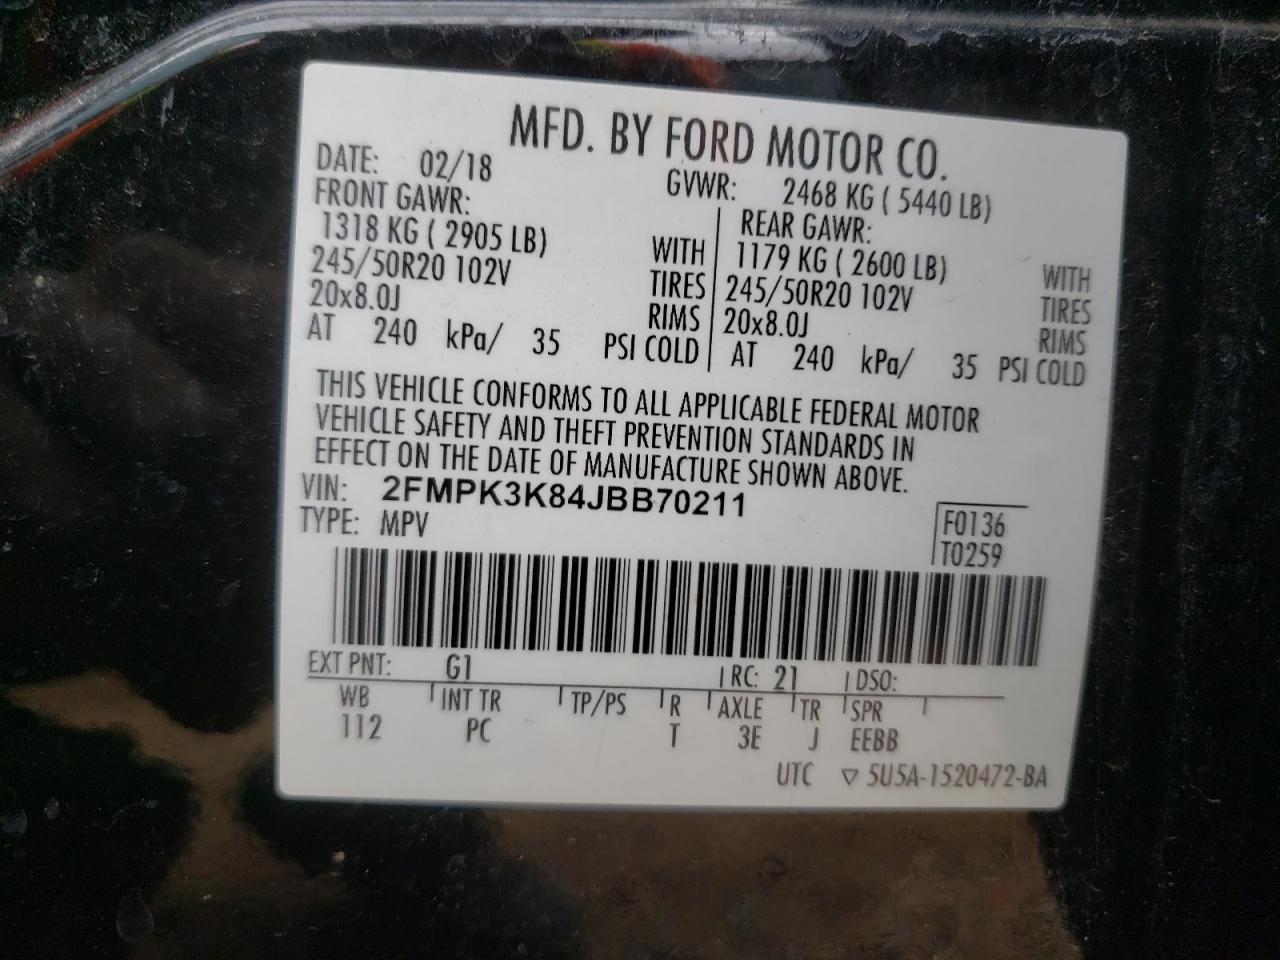 MFD. BY FORD MOTOR CO.
DATE: 02/18 GVWR: 2468 KG ( 5440 LB)
FRONT GAWR: REAR GAWR:
1318 KG ( 2905 LB) WITH 1179 KG ( 2600 LB) WITH
245/50R20 102V TIRES 245/50R20 102V TIRES
20x8.0J RIMS 20x8.0J RIMS
AT 240 kPa/ 35 PSI COLD AT 240 kPa/ 35 PSI COLD
THIS VEHICLE CONFORMS TO ALL APPLICABLE FEDERAL MOTOR
VEHICLE SAFETY AND THEFT PREVENTION STANDARDS IN
EFFECT ON THE DATE OF MANUFACTURE SHOWN ABOVE.
VIN: 2FMPK3K84JBB70211
TYPE: MPV F0136
T0259
EXT PNT: G1 RC: 21 DSO:
WB INT TR TP/PS R AXLE TR SPR
112 PC T 3E J EEBB
UTC ▽ 5U5A-1520472-BA